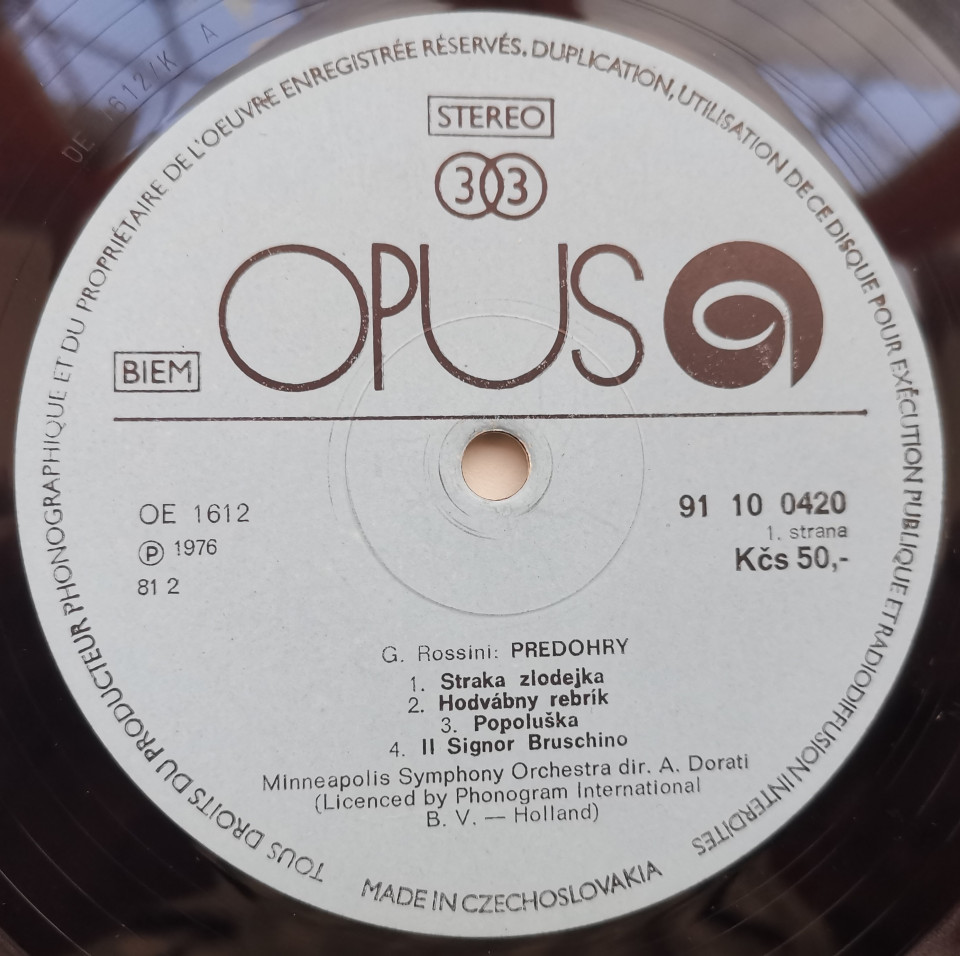 TOUS DROITS DU PRODUCTEUR PHONOGRAPHIQUE ET DU PROPRIÉTAIRE DE L'OEUVRE ENREGISTRÉE RÉSERVÉS. DUPLICATION, UTILISATION DE CE DISQUE POUR EXÉCUTION PUBLIQUE ET RADIODIFFUSION INTERDITES
STEREO
33
OPUS
BIEM
OE 1612
Ⓟ 1976
81 2
91 10 0420
1. strana
Kčs 50,-
G. Rossini: PREDOHRY
1. Straka zlodejka
2. Hodvábny rebrík
3. Popoluška
4. Il Signor Bruschino
Minneapolis Symphony Orchestra dir. A. Dorati
(Licenced by Phonogram International
B. V. — Holland)
MADE IN CZECHOSLOVAKIA